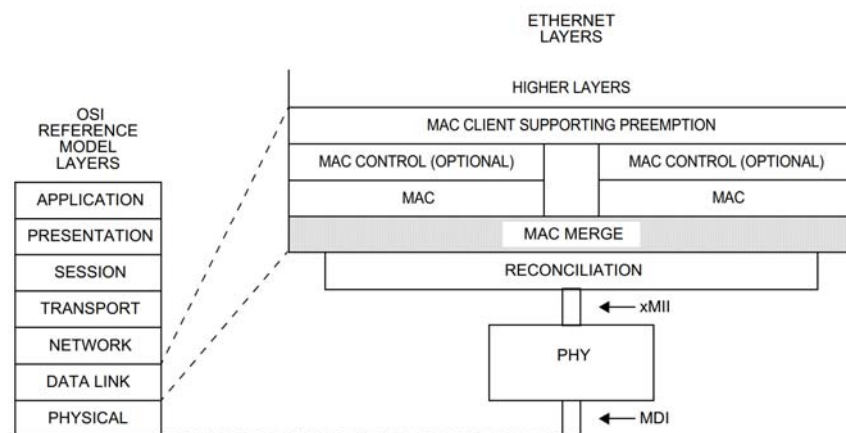 ETHERNET
LAYERS
HIGHER LAYERS
OSI
REFERENCE
MODEL
LAYERS
MAC CLIENT SUPPORTING PREEMPTION
MAC CONTROL (OPTIONAL)
MAC CONTROL (OPTIONAL)
APPLICATION
MAC
MAC
PRESENTATION
MAC MERGE
SESSION
RECONCILIATION
TRANSPORT
xMII
NETWORK
PHY
DATA LINK
PHYSICAL
MDI